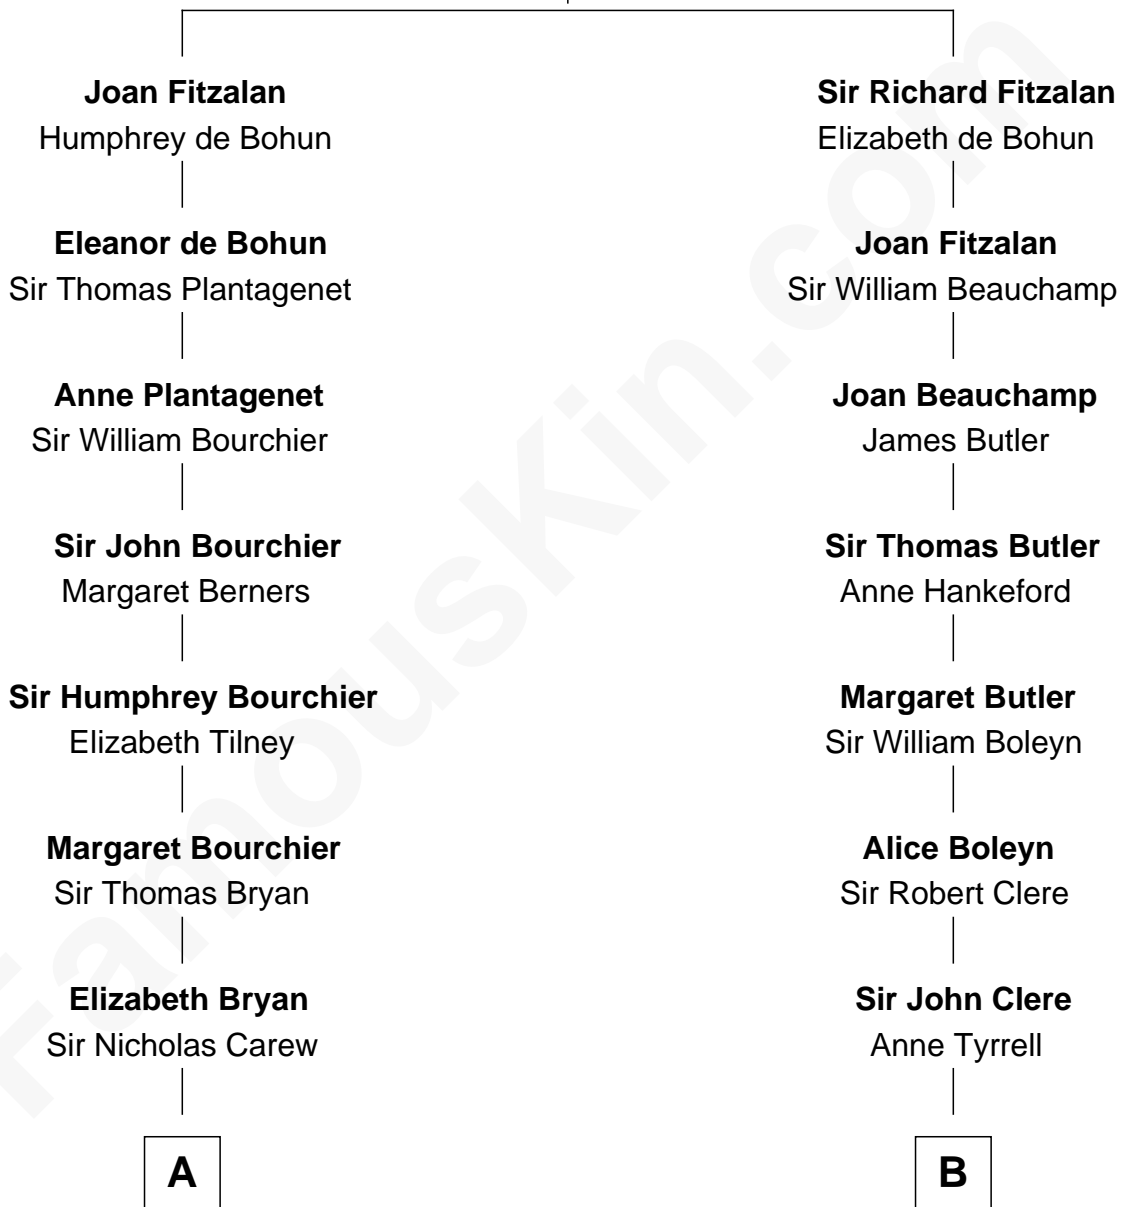 Joan Fitzalan
Humphrey de Bohun
Eleanor de Bohun
Sir Thomas Plantagenet
Anne Plantagenet
Sir William Bourchier
Sir John Bourchier
Margaret Berners
Sir Humphrey Bourchier
Elizabeth Tilney
Margaret Bourchier
Sir Thomas Bryan
Elizabeth Bryan
Sir Nicholas Carew
A
Sir Richard Fitzalan
Elizabeth de Bohun
Joan Fitzalan
Sir William Beauchamp
Joan Beauchamp
James Butler
Sir Thomas Butler
Anne Hankeford
Margaret Butler
Sir William Boleyn
Alice Boleyn
Sir Robert Clere
Sir John Clere
Anne Tyrrell
B
FamousKin.com